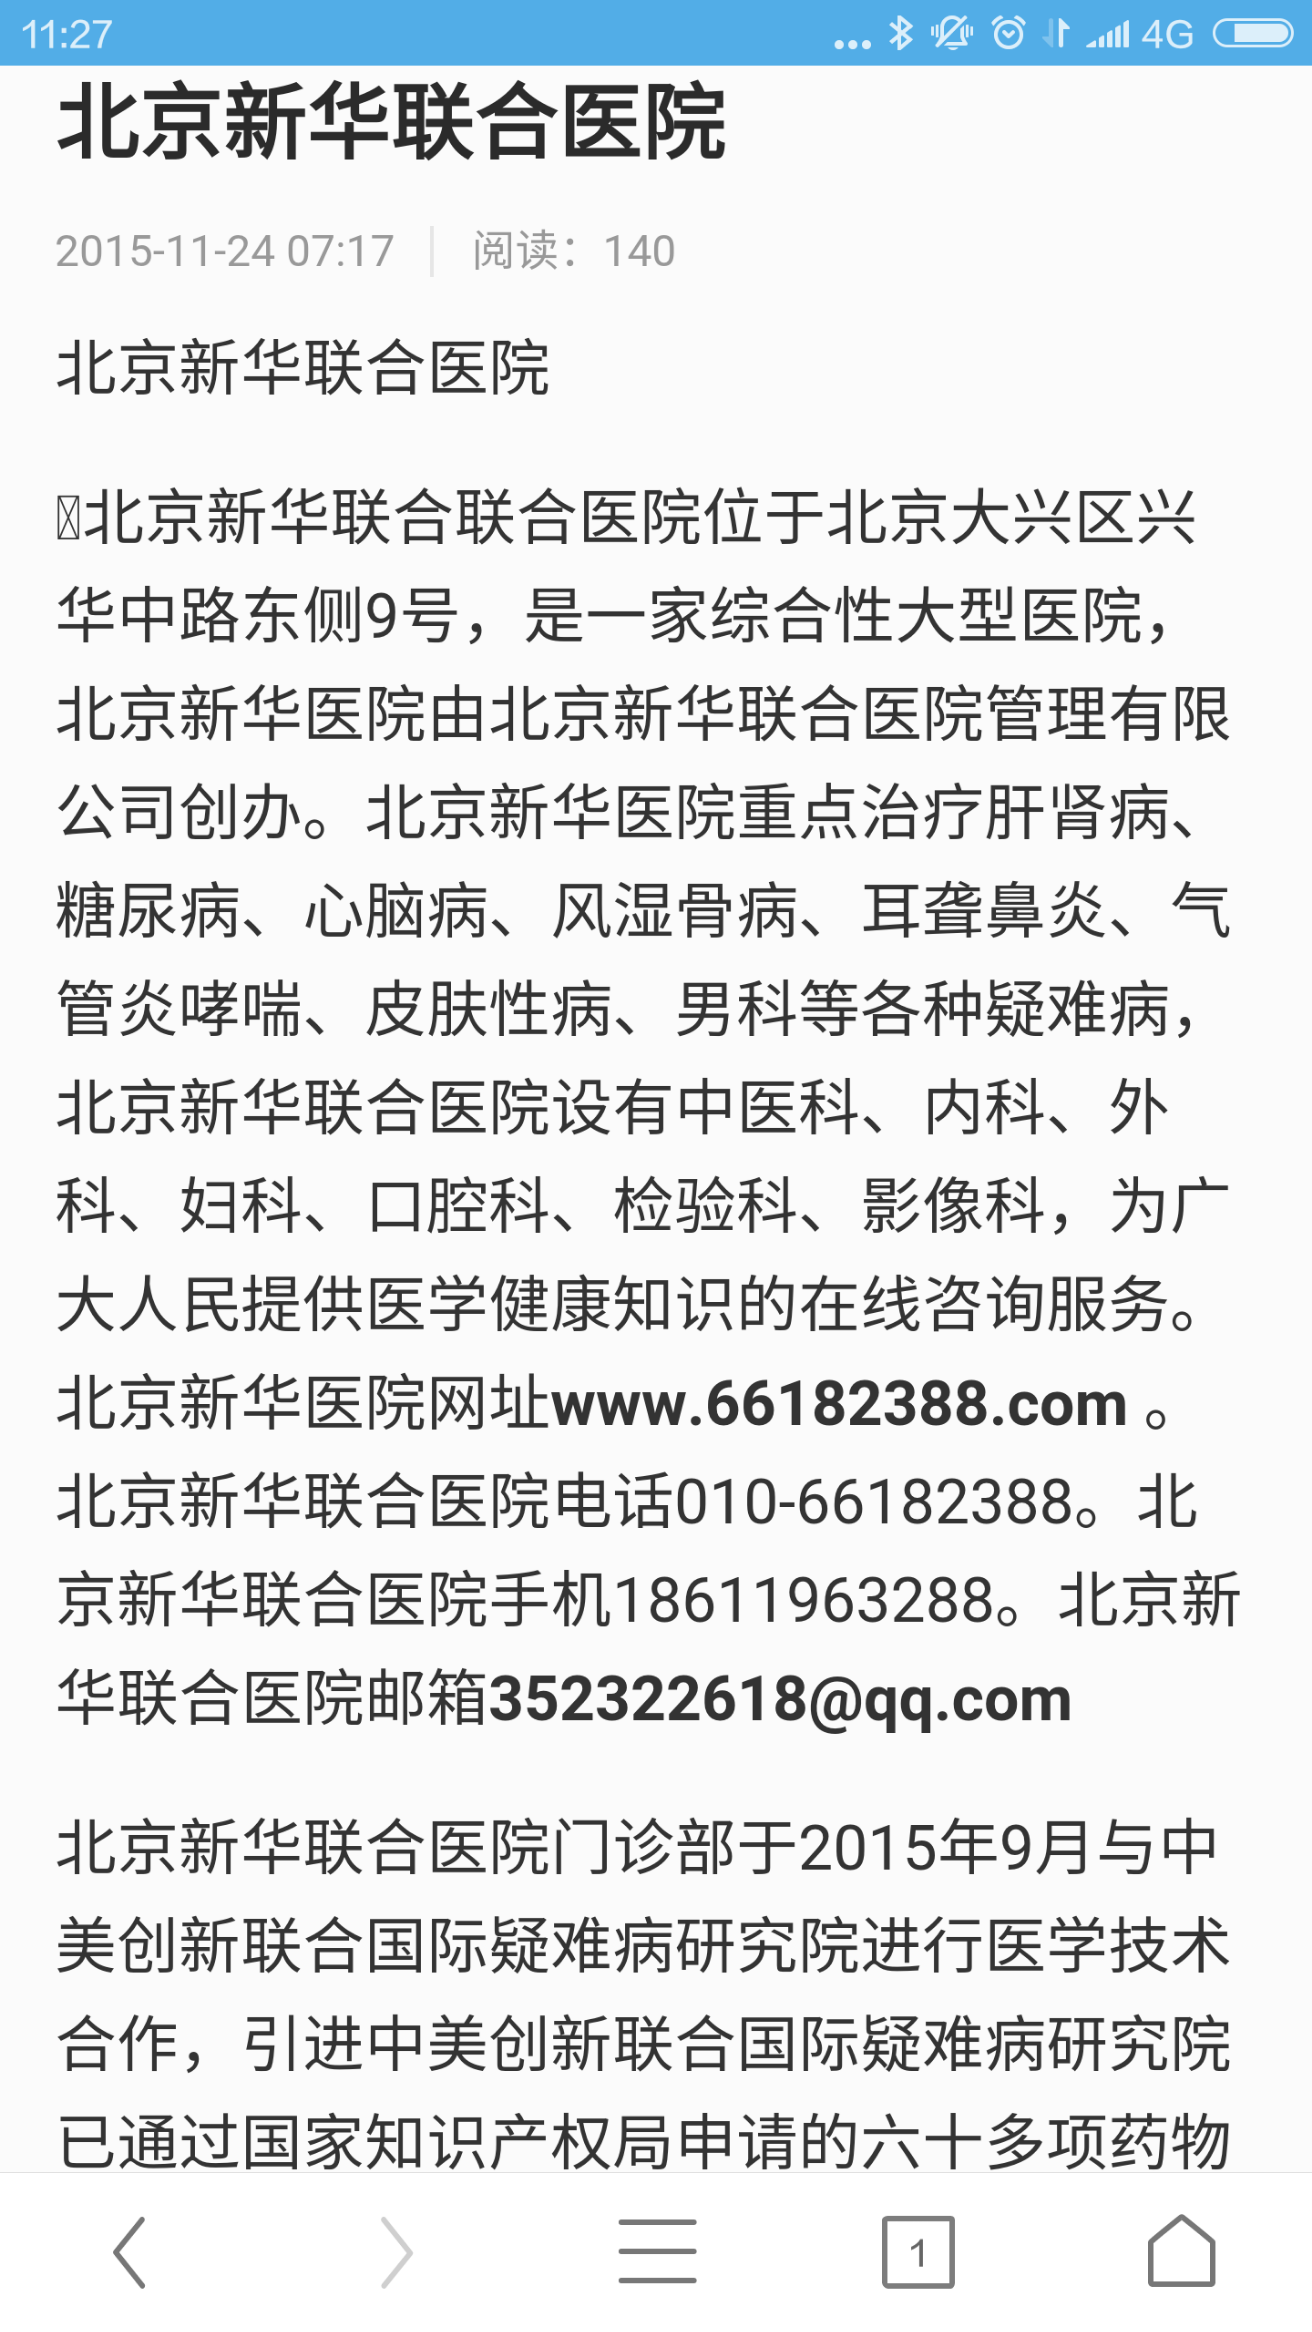 11:27
4G
北京新华联合医院
2015-11-24 07:17 阅读：140
北京新华联合医院
北京新华联合联合医院位于北京大兴区兴
华中路东侧9号，是一家综合性大型医院，
北京新华医院由北京新华联合医院管理有限
公司创办。北京新华医院重点治疗肝肾病、
糖尿病、心脑病、风湿骨病、耳聋鼻炎、气
管炎哮喘、皮肤性病、男科等各种疑难病，
北京新华联合医院设有中医科、内科、外
科、妇科、口腔科、检验科、影像科，为广
大人民提供医学健康知识的在线咨询服务。
北京新华医院网址www.66182388.com 。
北京新华联合医院电话010-66182388。北
京新华联合医院手机18611963288。北京新
华联合医院邮箱352322618@qq.com
北京新华联合医院门诊部于2015年9月与中
美创新联合国际疑难病研究院进行医学技术
合作，引进中美创新联合国际疑难病研究院
已通过国家知识产权局申请的六十多项药物
1